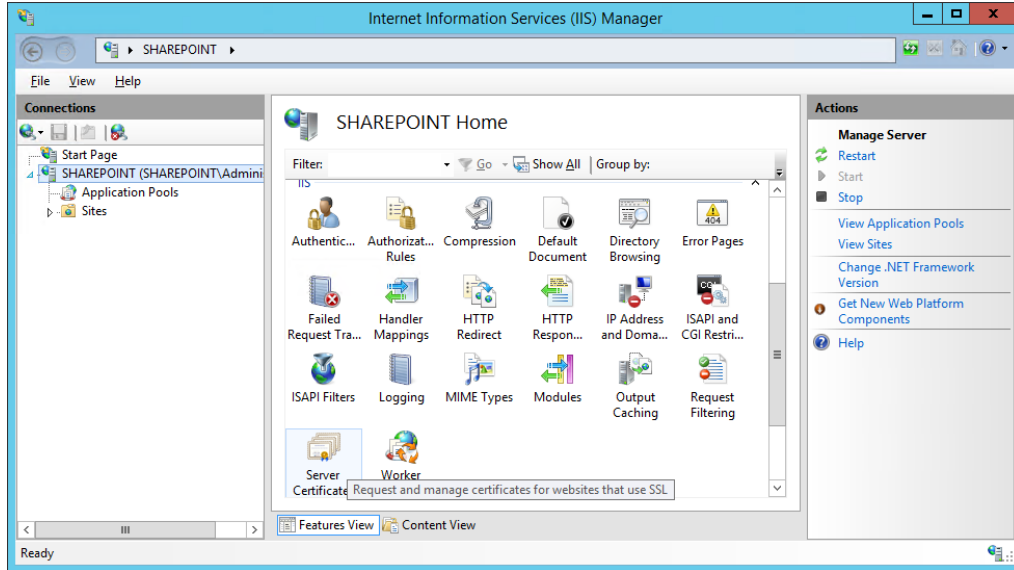 Internet Information Services (IIS) Manager
SHAREPOINT
File View Help
Connections
Start Page
SHAREPOINT (SHAREPOINT\Admini
Application Pools
Sites
SHAREPOINT Home
Filter: Go Show All Group by:
IIS
Authentic...
Authorizat...
Rules
Compression
Default
Document
Directory
Browsing
Error Pages
404
Failed
Request Tra...
Handler
Mappings
HTTP
Redirect
HTTP
Respon...
IP Address
and Doma...
CGI
ISAPI and
CGI Restri...
ISAPI Filters
Logging
MIME Types
Modules
Output
Caching
Request
Filtering
Server
Certificate
Worker
Request and manage certificates for websites that use SSL
Features View Content View
Actions
Manage Server
Restart
Start
Stop
View Application Pools
View Sites
Change .NET Framework
Version
Get New Web Platform
Components
Help
Ready